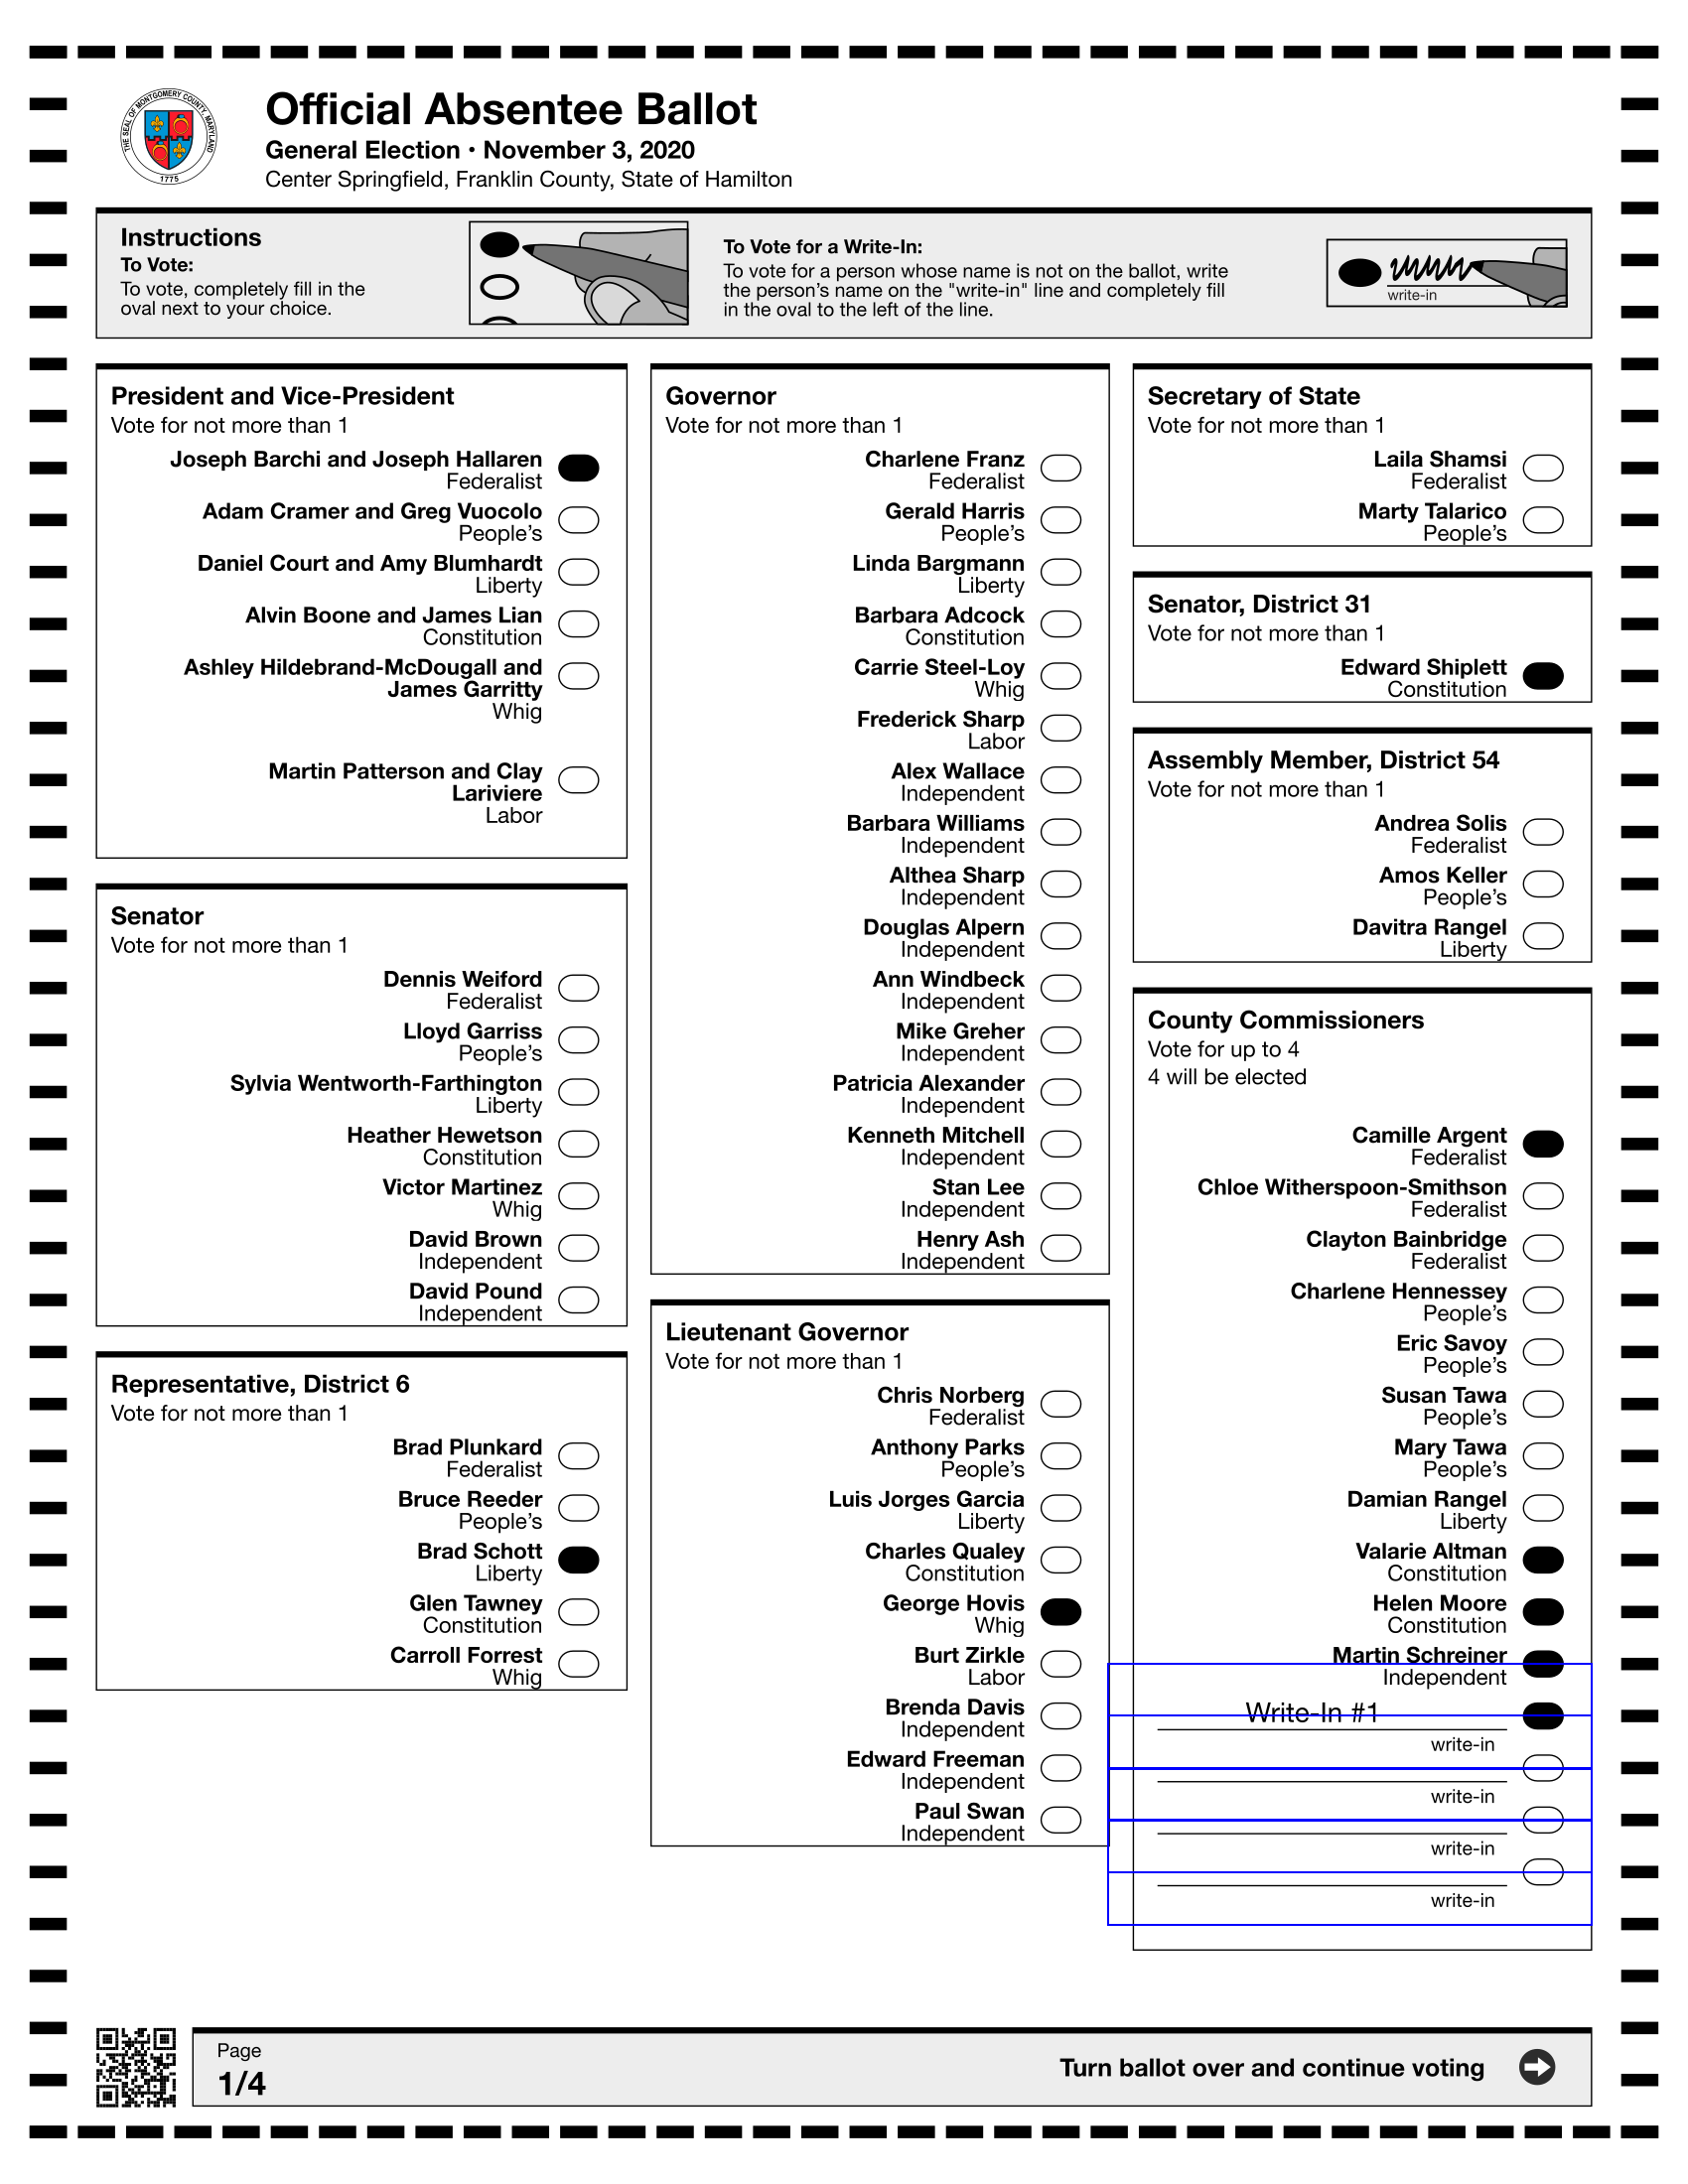 THE SEAL OF MONTGOMERY COUNTY, MARYLAND
1775
Official Absentee Ballot
General Election • November 3, 2020
Center Springfield, Franklin County, State of Hamilton
Instructions
To Vote:
To vote, completely fill in the
oval next to your choice.
To Vote for a Write-In:
To vote for a person whose name is not on the ballot, write
the person's name on the "write-in" line and completely fill
in the oval to the left of the line.
write-in
President and Vice-President
Vote for not more than 1
Joseph Barchi and Joseph Hallaren
Federalist
Adam Cramer and Greg Vuocolo
People's
Daniel Court and Amy Blumhardt
Liberty
Alvin Boone and James Lian
Constitution
Ashley Hildebrand-McDougall and
James Garritty
Whig
Martin Patterson and Clay
Lariviere
Labor
Senator
Vote for not more than 1
Dennis Weiford
Federalist
Lloyd Garriss
People's
Sylvia Wentworth-Farthington
Liberty
Heather Hewetson
Constitution
Victor Martinez
Whig
David Brown
Independent
David Pound
Independent
Representative, District 6
Vote for not more than 1
Brad Plunkard
Federalist
Bruce Reeder
People's
Brad Schott
Liberty
Glen Tawney
Constitution
Carroll Forrest
Whig
Governor
Vote for not more than 1
Charlene Franz
Federalist
Gerald Harris
People's
Linda Bargmann
Liberty
Barbara Adcock
Constitution
Carrie Steel-Loy
Whig
Frederick Sharp
Labor
Alex Wallace
Independent
Barbara Williams
Independent
Althea Sharp
Independent
Douglas Alpern
Independent
Ann Windbeck
Independent
Mike Greher
Independent
Patricia Alexander
Independent
Kenneth Mitchell
Independent
Stan Lee
Independent
Henry Ash
Independent
Lieutenant Governor
Vote for not more than 1
Chris Norberg
Federalist
Anthony Parks
People's
Luis Jorges Garcia
Liberty
Charles Qualey
Constitution
George Hovis
Whig
Burt Zirkle
Labor
Brenda Davis
Independent
Edward Freeman
Independent
Paul Swan
Independent
Secretary of State
Vote for not more than 1
Laila Shamsi
Federalist
Marty Talarico
People's
Senator, District 31
Vote for not more than 1
Edward Shiplett
Constitution
Assembly Member, District 54
Vote for not more than 1
Andrea Solis
Federalist
Amos Keller
People's
Davitra Rangel
Liberty
County Commissioners
Vote for up to 4
4 will be elected
Camille Argent
Federalist
Chloe Witherspoon-Smithson
Federalist
Clayton Bainbridge
Federalist
Charlene Hennessey
People's
Eric Savoy
People's
Susan Tawa
People's
Mary Tawa
People's
Damian Rangel
Liberty
Valarie Altman
Constitution
Helen Moore
Constitution
Martin Schreiner
Independent
Write-In #1
write-in
write-in
write-in
write-in
Page
1/4
Turn ballot over and continue voting